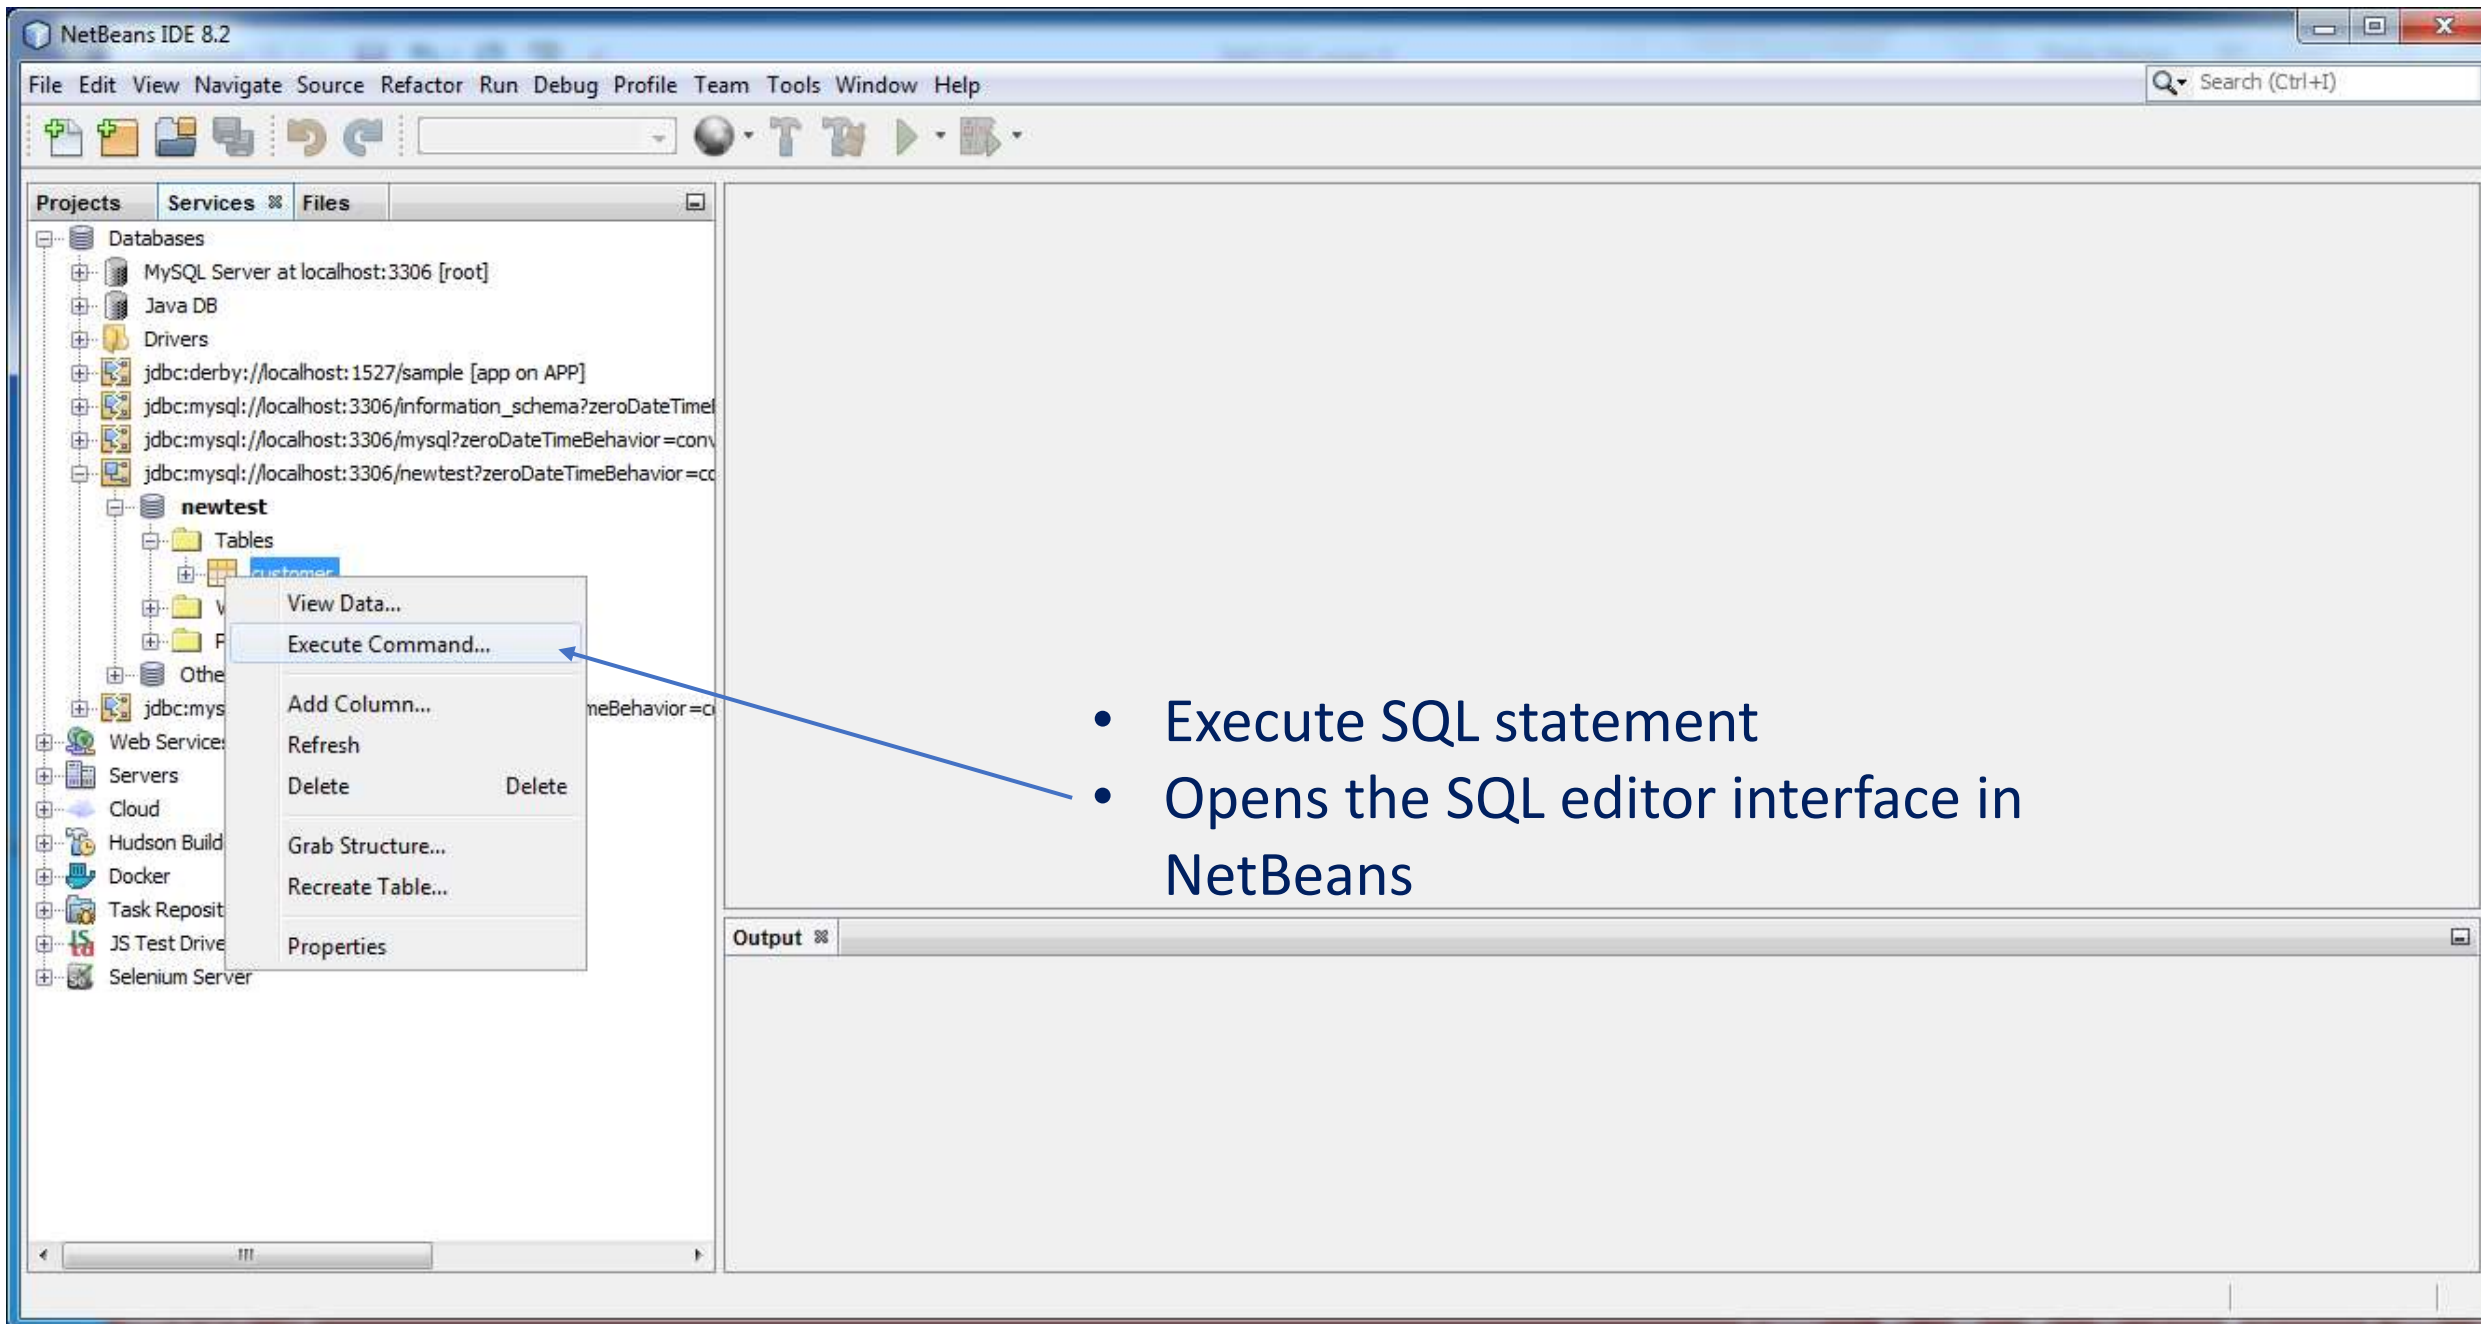 NetBeans IDE 8.2
File Edit View Navigate Source Refactor Run Debug Profile Team Tools Window Help
Search (Ctrl+I)
Projects Services Files
Databases
MySQL Server at localhost:3306 [root]
Java DB
Drivers
jdbc:derby://localhost:1527/sample [app on APP]
jdbc:mysql://localhost:3306/information_schema?zeroDateTime
jdbc:mysql://localhost:3306/mysql?zeroDateTimeBehavior=conv
jdbc:mysql://localhost:3306/newtest?zeroDateTimeBehavior=co
newtest
Tables
customer
View Data...
Execute Command...
Othe
jdbc:mys
meBehavior=c
Add Column...
Web Services
Refresh
Servers
Delete Delete
Cloud
Hudson Build
Grab Structure...
Docker
Recreate Table...
Task Reposit
JS Test Drive
Properties
Selenium Server
• Execute SQL statement
• Opens the SQL editor interface in
NetBeans
Output